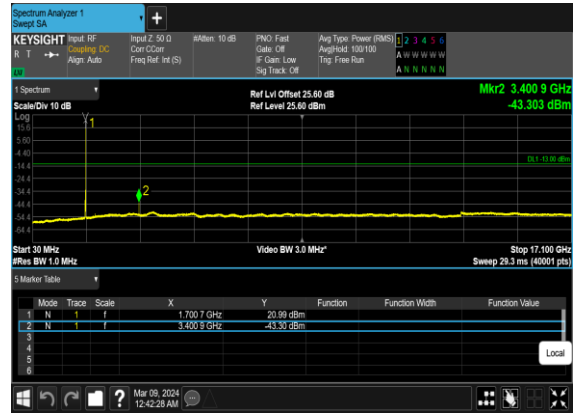 Spectrum Analyzer 1
Swept SA
+
KEYSIGHT Input: RF Input Z: 50 Ω #Atten: 10 dB PNO: Fast Avg Type: Power (RMS) 1 2 3 4 5 6
R T Coupling: DC Corr CCorr Gate: Off Avg|Hold: 100/100 A W W W W W
Align: Auto Freq Ref: Int (S) IF Gain: Low Trig: Free Run
LW Sig Track: Off A N N N N N
1 Spectrum Ref Lvl Offset 25.60 dB Mkr2 3.400 9 GHz
Scale/Div 10 dB Ref Level 25.60 dBm -43.303 dBm
Log
15.6
5.60
-4.40
-14.4
-24.4
-34.4
-44.4
-54.4
-64.4
1
2
DL1 -13.00 dBm
Start 30 MHz Video BW 3.0 MHz* Stop 17.100 GHz
#Res BW 1.0 MHz Sweep 29.3 ms (40001 pts)
5 Marker Table
Mode Trace Scale X Y Function Function Width Function Value
1 N 1 f 1.700 7 GHz 20.99 dBm
2 N 1 f 3.400 9 GHz -43.30 dBm
3
4
5
6
Local
? Mar 09, 2024
12:42:28 AM